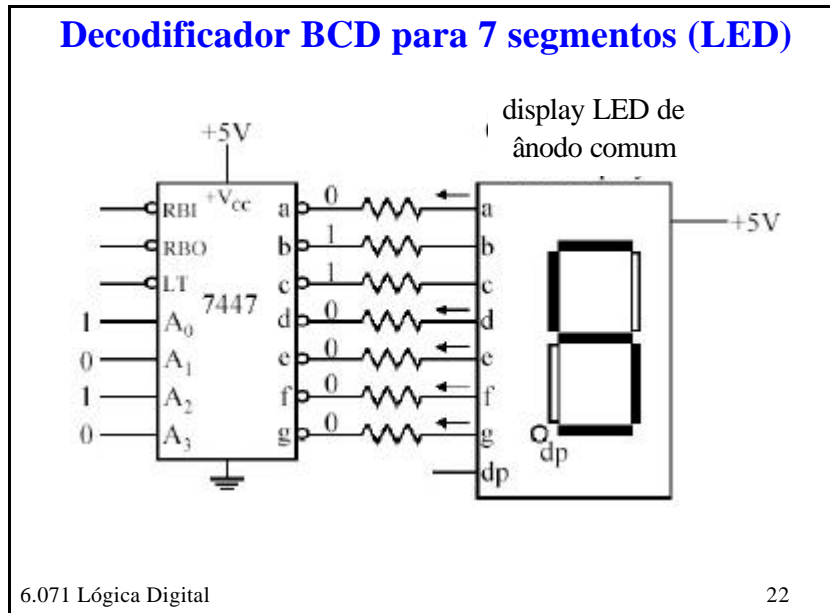 Decodificador BCD para 7 segmentos (LED)
display LED de
ânodo comum
+5V
+5V
RBI +Vcc a 0 a
RBO b 1 b
LT c 1 c
7447
1 A0 d 0 d
0 A1 e 0 e
1 A2 f 0 f
0 A3 g 0 g
dp
dp
6.071 Lógica Digital 22